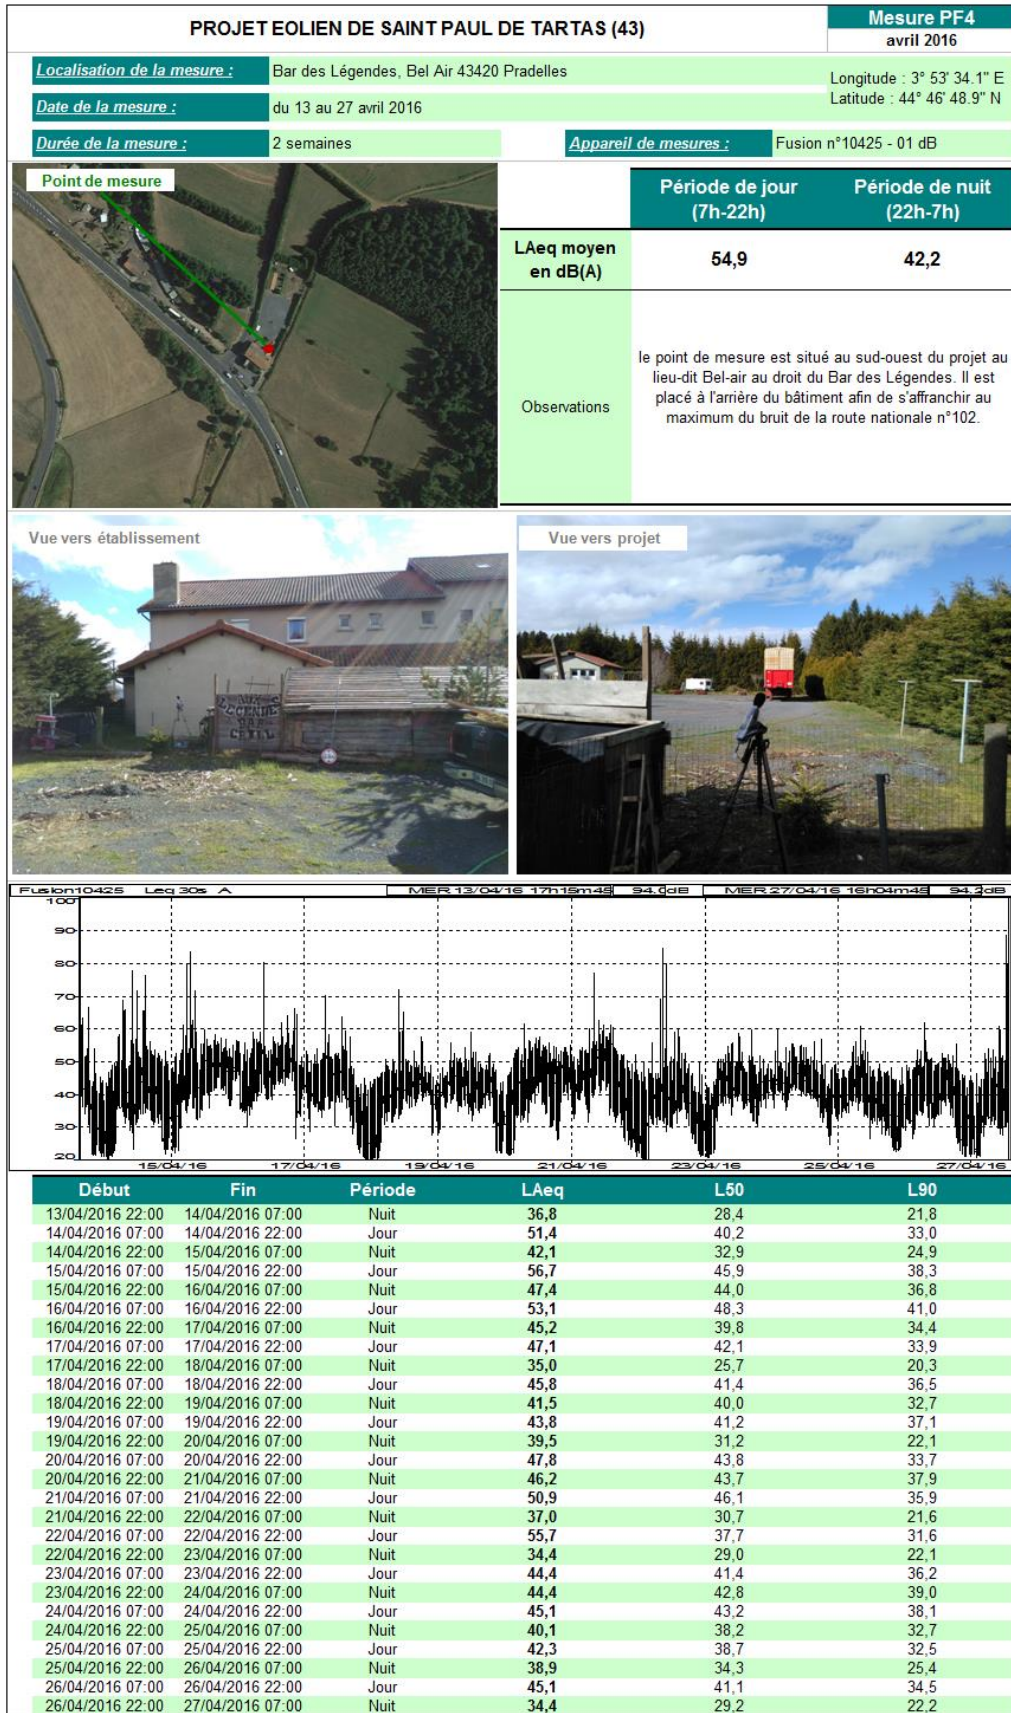 PROJET EOLIEN DE SAINT PAUL DE TARTAS (43)
Mesure PF4
avril 2016
Localisation de la mesure :
Bar des Légendes, Bel Air 43420 Pradelles
Longitude : 3° 53' 34.1" E
Latitude : 44° 46' 48.9" N
Date de la mesure :
du 13 au 27 avril 2016
Durée de la mesure :
2 semaines
Appareil de mesures :
Fusion n°10425 - 01 dB
Point de mesure
Période de jour (7h-22h)
Période de nuit (22h-7h)
LAeq moyen en dB(A)
54,9
42,2
Observations
le point de mesure est situé au sud-ouest du projet au
lieu-dit Bel-air au droit du Bar des Légendes. Il est
placé à l'arrière du bâtiment afin de s'affranchir au
maximum du bruit de la route nationale n°102.
Vue vers établissement
Vue vers projet
Fusion10425 Leq 30s A
MER 13/04/16 17h15m45 94.0dB
MER 27/04/16 16h04m45 94.2dB
100
90
80
70
60
50
40
30
20
15/04/16 17/04/16 19/04/16 21/04/16 23/04/16 25/04/16 27/04/16
Début Fin Période LAeq L50 L90
13/04/2016 22:00 14/04/2016 07:00 Nuit 36,8 28,4 21,8
14/04/2016 07:00 14/04/2016 22:00 Jour 51,4 40,2 33,0
14/04/2016 22:00 15/04/2016 07:00 Nuit 42,1 32,9 24,9
15/04/2016 07:00 15/04/2016 22:00 Jour 56,7 45,9 38,3
15/04/2016 22:00 16/04/2016 07:00 Nuit 47,4 44,0 36,8
16/04/2016 07:00 16/04/2016 22:00 Jour 53,1 48,3 41,0
16/04/2016 22:00 17/04/2016 07:00 Nuit 45,2 39,8 34,4
17/04/2016 07:00 17/04/2016 22:00 Jour 47,1 42,1 33,9
17/04/2016 22:00 18/04/2016 07:00 Nuit 35,0 25,7 20,3
18/04/2016 07:00 18/04/2016 22:00 Jour 45,8 41,4 36,5
18/04/2016 22:00 19/04/2016 07:00 Nuit 41,5 40,0 32,7
19/04/2016 07:00 19/04/2016 22:00 Jour 43,8 41,2 37,1
19/04/2016 22:00 20/04/2016 07:00 Nuit 39,5 31,2 22,1
20/04/2016 07:00 20/04/2016 22:00 Jour 47,8 43,8 33,7
20/04/2016 22:00 21/04/2016 07:00 Nuit 46,2 43,7 37,9
21/04/2016 07:00 21/04/2016 22:00 Jour 50,9 46,1 35,9
21/04/2016 22:00 22/04/2016 07:00 Nuit 37,0 30,7 21,6
22/04/2016 07:00 22/04/2016 22:00 Jour 55,7 37,7 31,6
22/04/2016 22:00 23/04/2016 07:00 Nuit 34,4 29,0 22,1
23/04/2016 07:00 23/04/2016 22:00 Jour 44,4 41,4 36,2
23/04/2016 22:00 24/04/2016 07:00 Nuit 44,4 42,8 39,0
24/04/2016 07:00 24/04/2016 22:00 Jour 45,1 43,2 38,1
24/04/2016 22:00 25/04/2016 07:00 Nuit 40,1 38,2 32,7
25/04/2016 07:00 25/04/2016 22:00 Jour 42,3 38,7 32,5
25/04/2016 22:00 26/04/2016 07:00 Nuit 38,9 34,3 25,4
26/04/2016 07:00 26/04/2016 22:00 Jour 45,1 41,1 34,5
26/04/2016 22:00 27/04/2016 07:00 Nuit 34,4 29,2 22,2